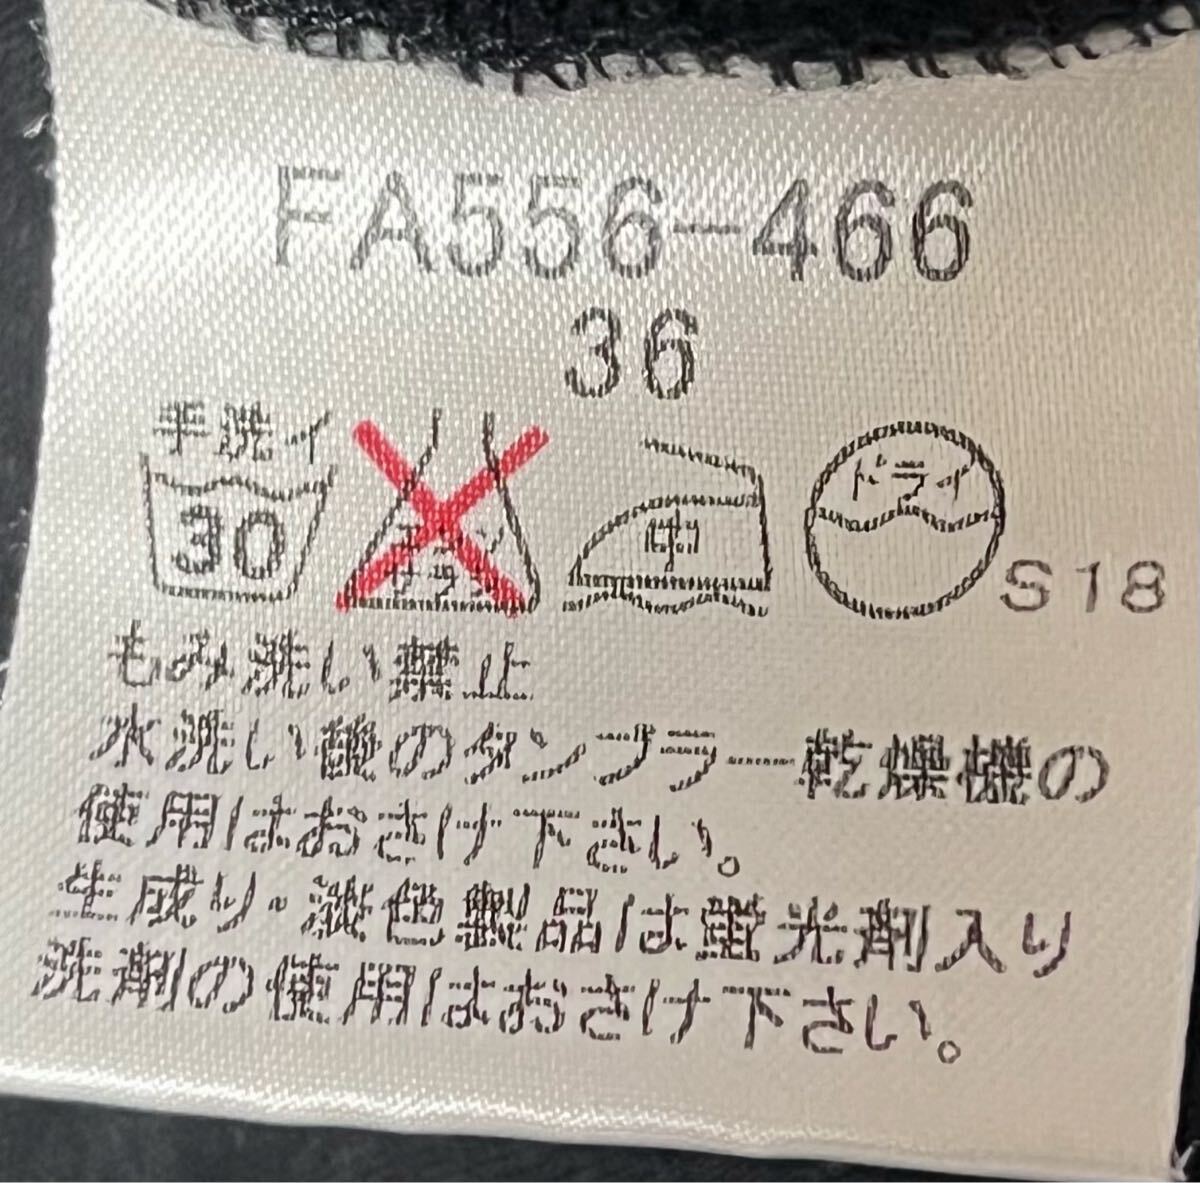 FA556-466
36
手洗イ
30
エンソ
サラシ
中
ドライ
S18
もみ洗い禁止
水洗い後のタンブラー乾燥機の
使用はおさけ下さい。
生成り・淡色製品は蛍光剤入り
洗剤の使用はおさけ下さい。